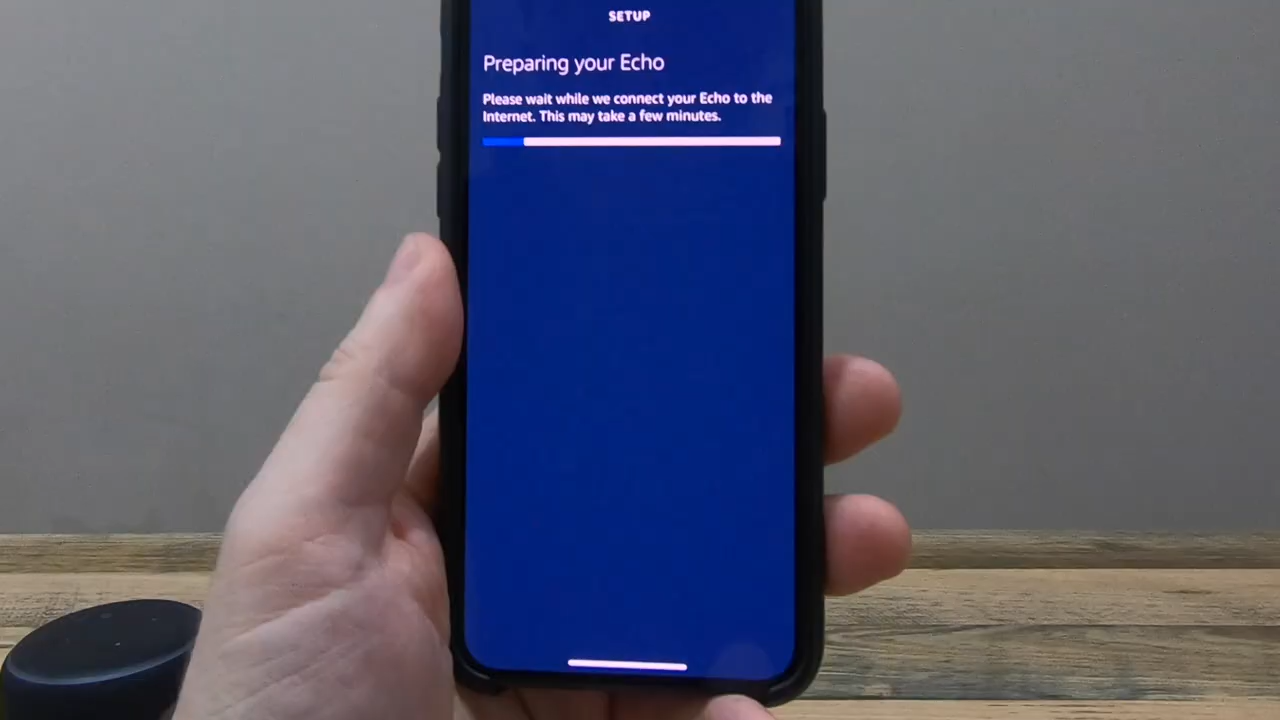 SETUP
Preparing your Echo
Please wait while we connect your Echo to the
Internet. This may take a few minutes.